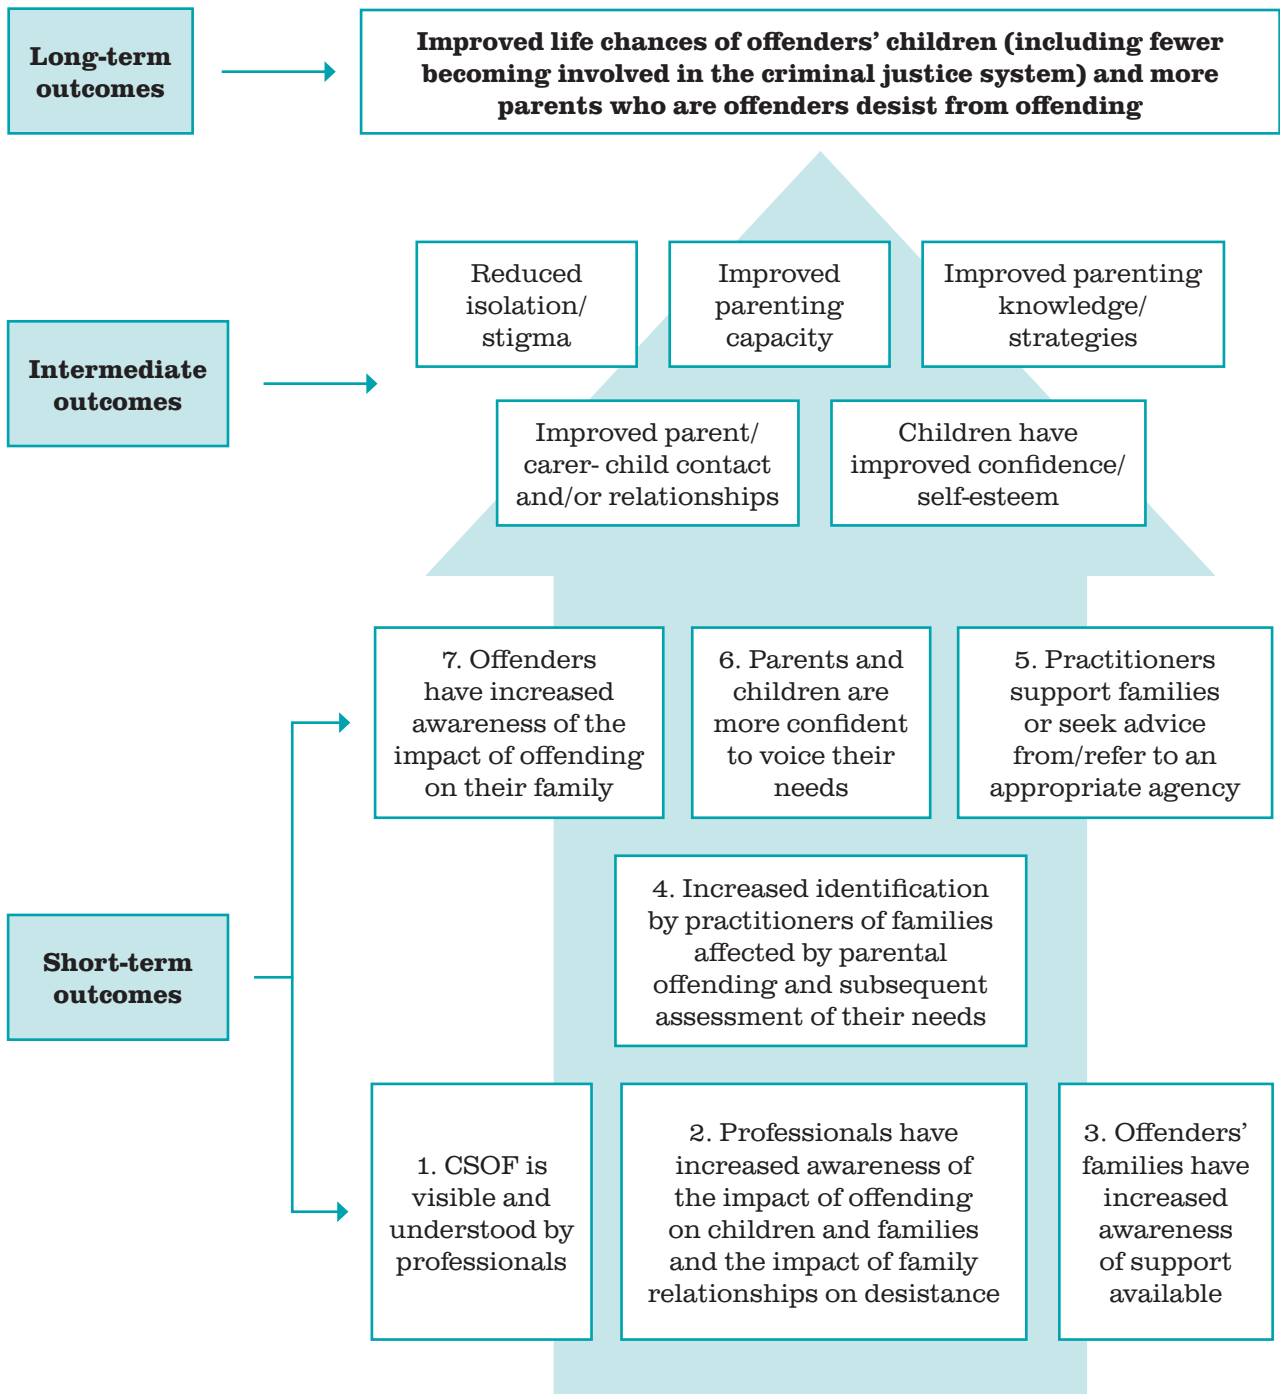 Long-term
outcomes
Improved life chances of offenders’ children (including fewer
becoming involved in the criminal justice system) and more
parents who are offenders desist from offending
Intermediate
outcomes
Reduced
isolation/
stigma
Improved
parenting
capacity
Improved parenting
knowledge/
strategies
Improved parent/
carer- child contact
and/or relationships
Children have
improved confidence/
self-esteem
Short-term
outcomes
7. Offenders
have increased
awareness of the
impact of offending
on their family
6. Parents and
children are
more confident
to voice their
needs
5. Practitioners
support families
or seek advice
from/refer to an
appropriate agency
4. Increased identification
by practitioners of families
affected by parental
offending and subsequent
assessment of their needs
1. CSOF is
visible and
understood by
professionals
2. Professionals have
increased awareness of
the impact of offending
on children and families
and the impact of family
relationships on desistance
3. Offenders’
families have
increased
awareness
of support
available